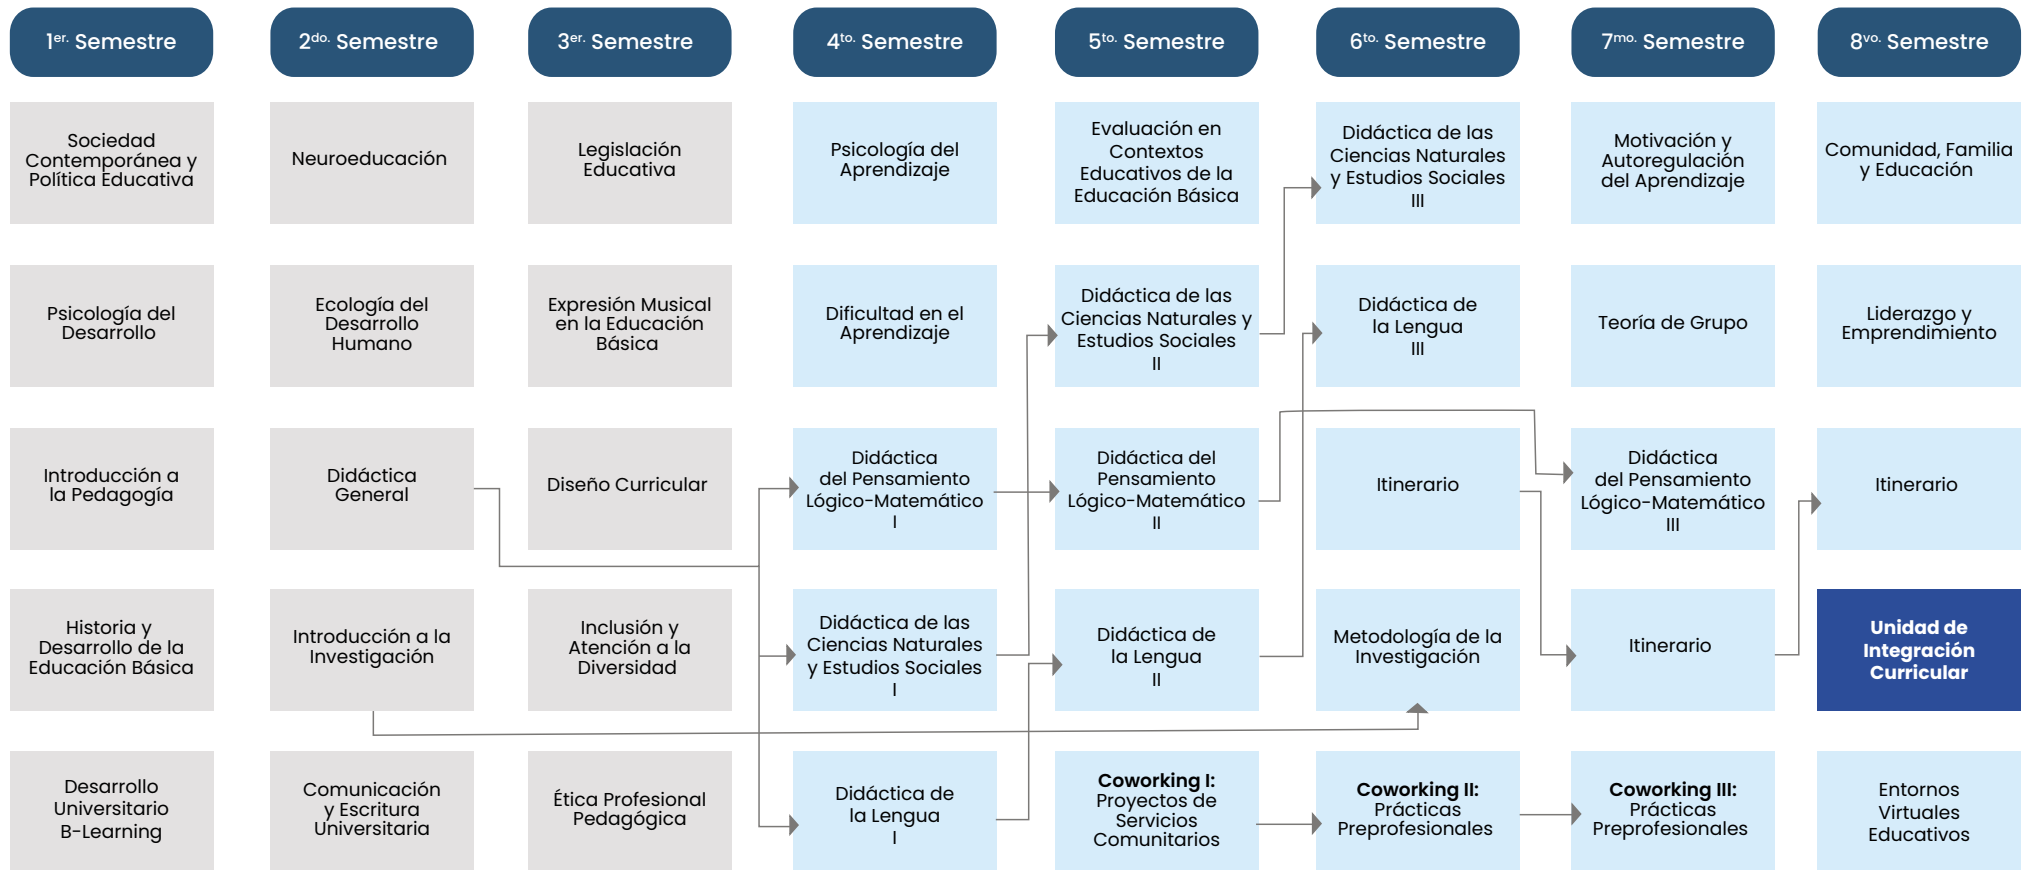 1er. Semestre
2do. Semestre
3er. Semestre
4to. Semestre
5to. Semestre
6to. Semestre
7mo. Semestre
8vo. Semestre
Sociedad
Contemporánea y
Política Educativa
Neuroeducación
Legislación
Educativa
Psicología del
Aprendizaje
Evaluación en
Contextos
Educativos de la
Educación Básica
Didáctica de las
Ciencias Naturales
y Estudios Sociales
III
Motivación y
Autoregulación
del Aprendizaje
Comunidad, Familia
y Educación
Psicología del
Desarrollo
Ecología del
Desarrollo
Humano
Expresión Musical
en la Educación
Básica
Dificultad en el
Aprendizaje
Didáctica de las
Ciencias Naturales y
Estudios Sociales
II
Didáctica de
la Lengua
III
Teoría de Grupo
Liderazgo y
Emprendimiento
Introducción a
la Pedagogía
Didáctica
General
Diseño Curricular
Didáctica
del Pensamiento
Lógico-Matemático
I
Didáctica del
Pensamiento
Lógico-Matemático
II
Itinerario
Didáctica
del Pensamiento
Lógico-Matemático
III
Itinerario
Historia y
Desarrollo de la
Educación Básica
Introducción a la
Investigación
Inclusión y
Atención a la
Diversidad
Didáctica de las
Ciencias Naturales
y Estudios Sociales
I
Didáctica de
la Lengua
II
Metodología de la
Investigación
Itinerario
Unidad de
Integración
Curricular
Desarrollo
Universitario
B-Learning
Comunicación
y Escritura
Universitaria
Ética Profesional
Pedagógica
Didáctica de
la Lengua
I
Coworking I:
Proyectos de
Servicios
Comunitarios
Coworking II:
Prácticas
Preprofesionales
Coworking III:
Prácticas
Preprofesionales
Entornos
Virtuales
Educativos